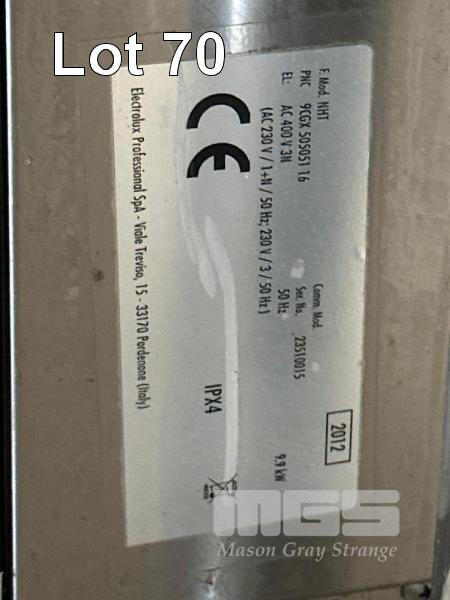 Lot 70
F. Mod. NHT Comm. Mod.
PNC 9CGX 505051 16 Ser. No. 23510015
EL: AC 400 V 3N 50 Hz 9.9 kW
(AC 230 V / 1+N / 50 Hz; 230 V / 3 / 50 Hz)
2012
CE
IPX4
Electrolux Professional SpA - Viale Treviso, 15 - 33170 Pordenone (Italy)
MGS
Mason Gray Strange